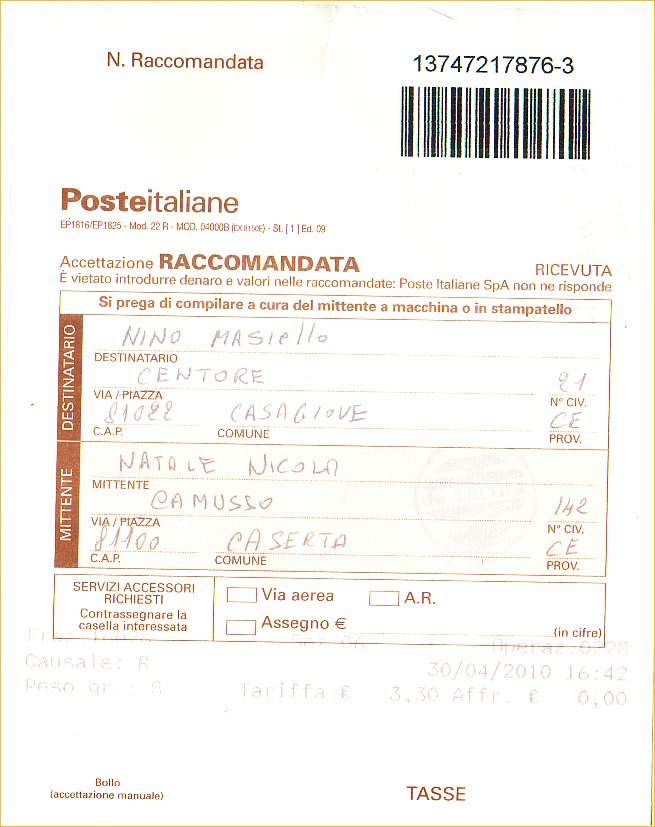 N. Raccomandata
13747217876-3
Posteitaliane
EP1816/EP1825 - Mod. 22 R - MOD. 04000B (EX 8150E) - St. [ 1 ] Ed. 09
Accettazione RACCOMANDATA
RICEVUTA
È vietato introdurre denaro e valori nelle raccomandate: Poste Italiane SpA non ne risponde
Si prega di compilare a cura del mittente a macchina o in stampatello
DESTINATARIO
NINO MASIELLO
DESTINATARIO
CENTORE 21
VIA / PIAZZA N° CIV.
81022 CASAGIOVE CE
C.A.P. COMUNE PROV.
MITTENTE
NATALE NICOLA
MITTENTE
CAMUSSO 142
VIA / PIAZZA N° CIV.
81100 CASERTA CE
C.A.P. COMUNE PROV.
SERVIZI ACCESSORI
RICHIESTI
Contrassegnare la
casella interessata
Via aerea A.R.
Assegno € (in cifre)
Causale: R 30/04/2010 16:42
Peso gr.: 8 Tariffa € 3,30 Affr. € 0,00
Bollo
(accettazione manuale)
TASSE